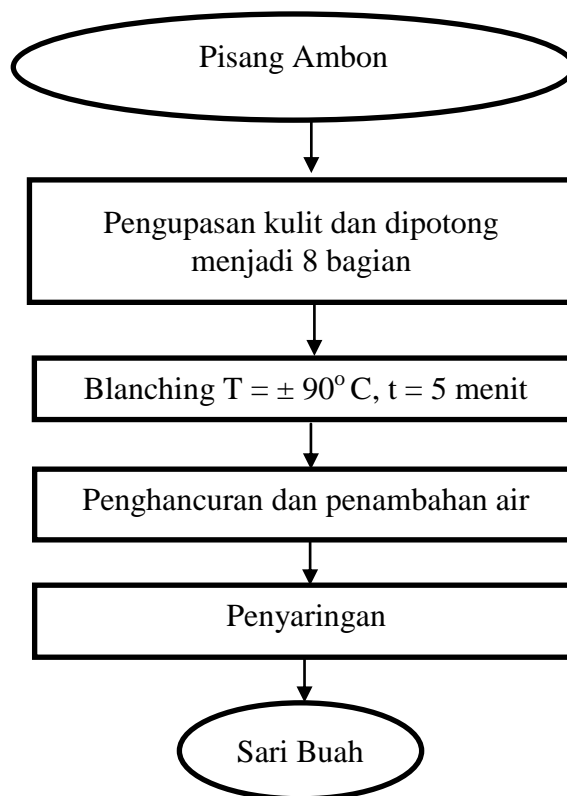 Pisang Ambon
Pengupasan kulit dan dipotong
menjadi 8 bagian
Blanching T = ± 90° C, t = 5 menit
Penghancuran dan penambahan air
Penyaringan
Sari Buah